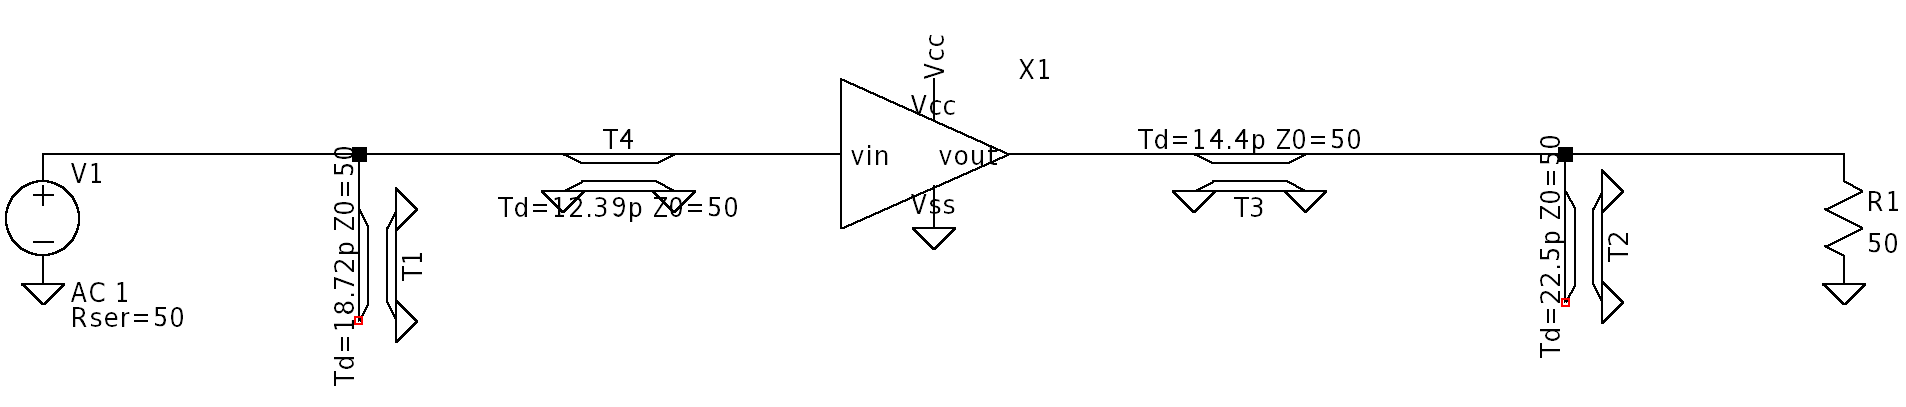 V1
AC 1
Rser=50
Td=18.72p Z0=50
T1
T4
Td=12.39p Z0=50
Vcc
X1
Vcc
vin
vout
Vss
Td=14.4p Z0=50
T3
Td=22.5p Z0=50
T2
R1
50